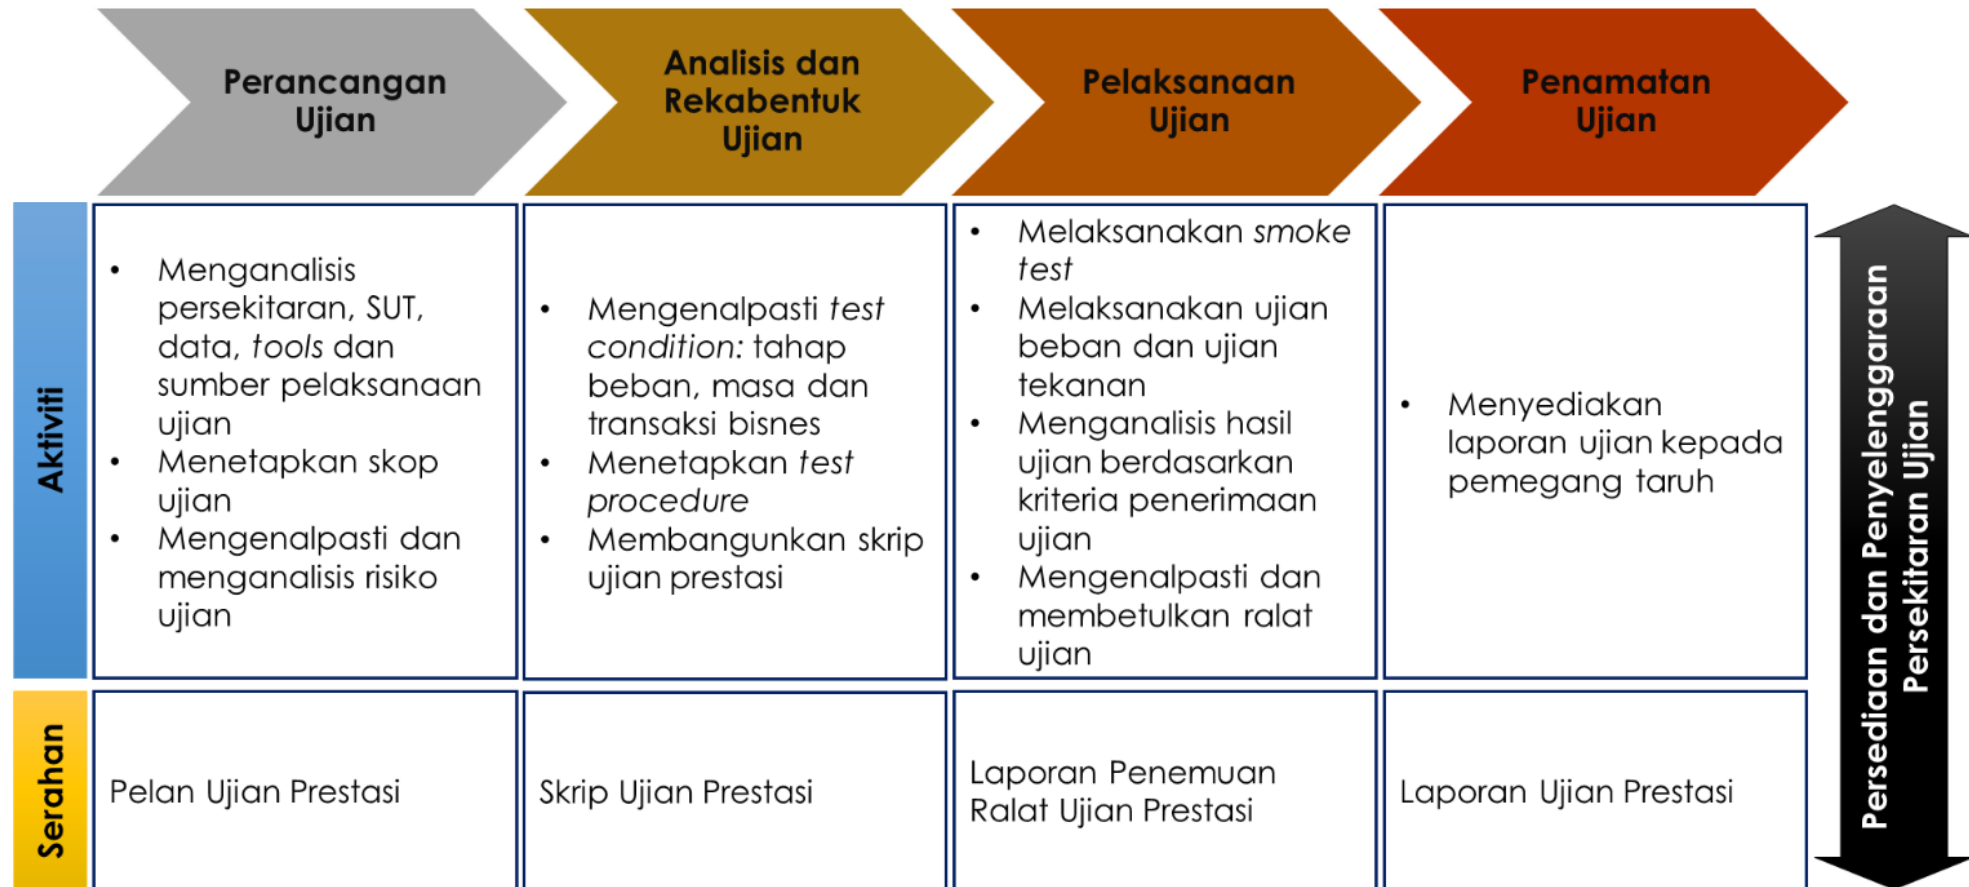 Perancangan
Ujian
Analisis dan
Rekabentuk
Ujian
Pelaksanaan
Ujian
Penamatan
Ujian
Aktiviti
• Menganalisis
persekitaran, SUT,
data, tools dan
sumber pelaksanaan
ujian
• Menetapkan skop
ujian
• Mengenalpasti dan
menganalisis risiko
ujian
• Mengenalpasti test
condition: tahap
beban, masa dan
transaksi bisnes
• Menetapkan test
procedure
• Membangunkan skrip
ujian prestasi
• Melaksanakan smoke
test
• Melaksanakan ujian
beban dan ujian
tekanan
• Menganalisis hasil
ujian berdasarkan
kriteria penerimaan
ujian
• Mengenalpasti dan
membetulkan ralat
ujian
• Menyediakan
laporan ujian kepada
pemegang taruh
Serahan
Pelan Ujian Prestasi
Skrip Ujian Prestasi
Laporan Penemuan
Ralat Ujian Prestasi
Laporan Ujian Prestasi
Persediaan dan Penyelenggaraan
Persekitaran Ujian